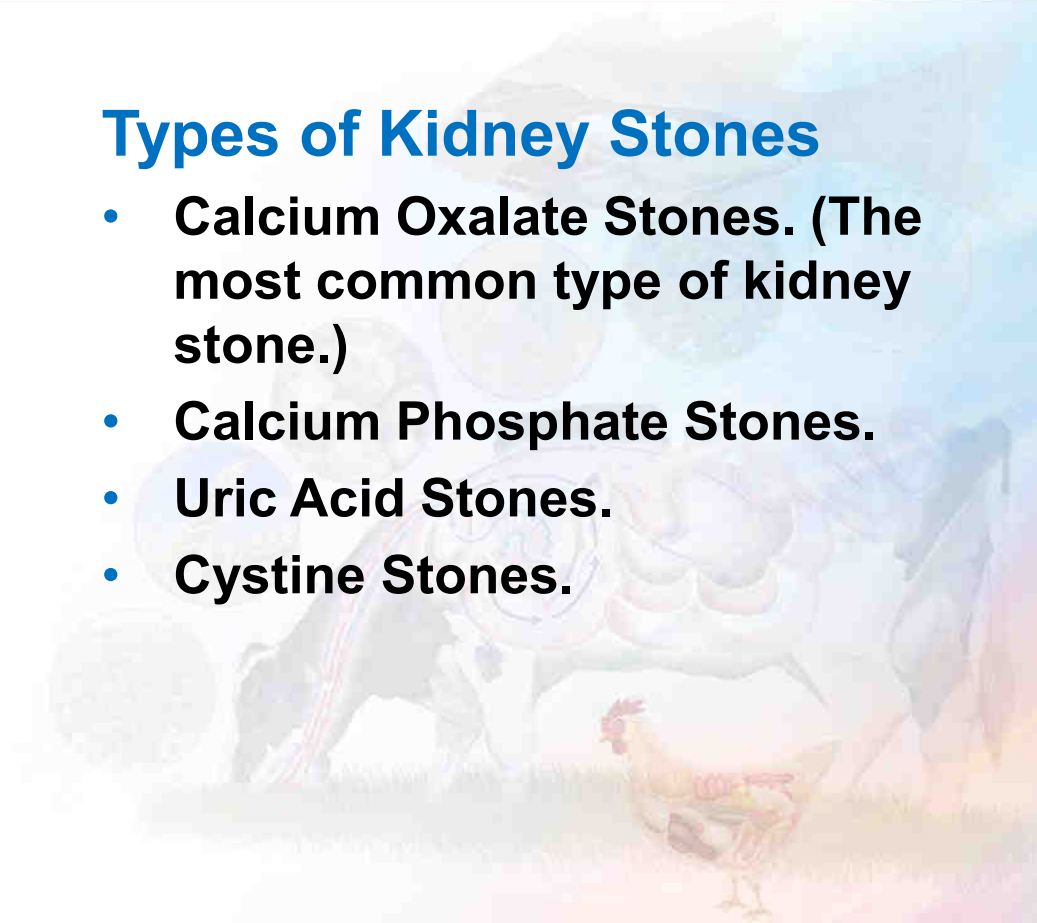 Types of Kidney Stones
• Calcium Oxalate Stones. (The
most common type of kidney
stone.)
• Calcium Phosphate Stones.
• Uric Acid Stones.
• Cystine Stones.